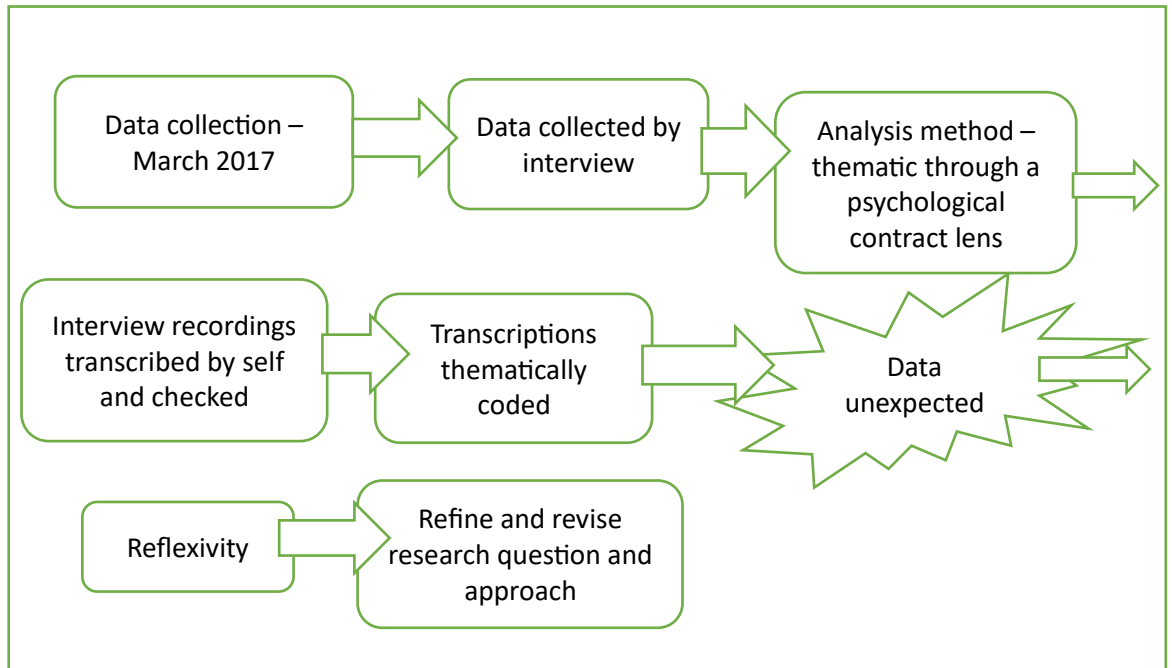 Data collection –
March 2017
Data collected by
interview
Analysis method –
thematic through a
psychological
contract lens
Interview recordings
transcribed by self
and checked
Transcriptions
thematically
coded
Data
unexpected
Reflexivity
Refine and revise
research question and
approach